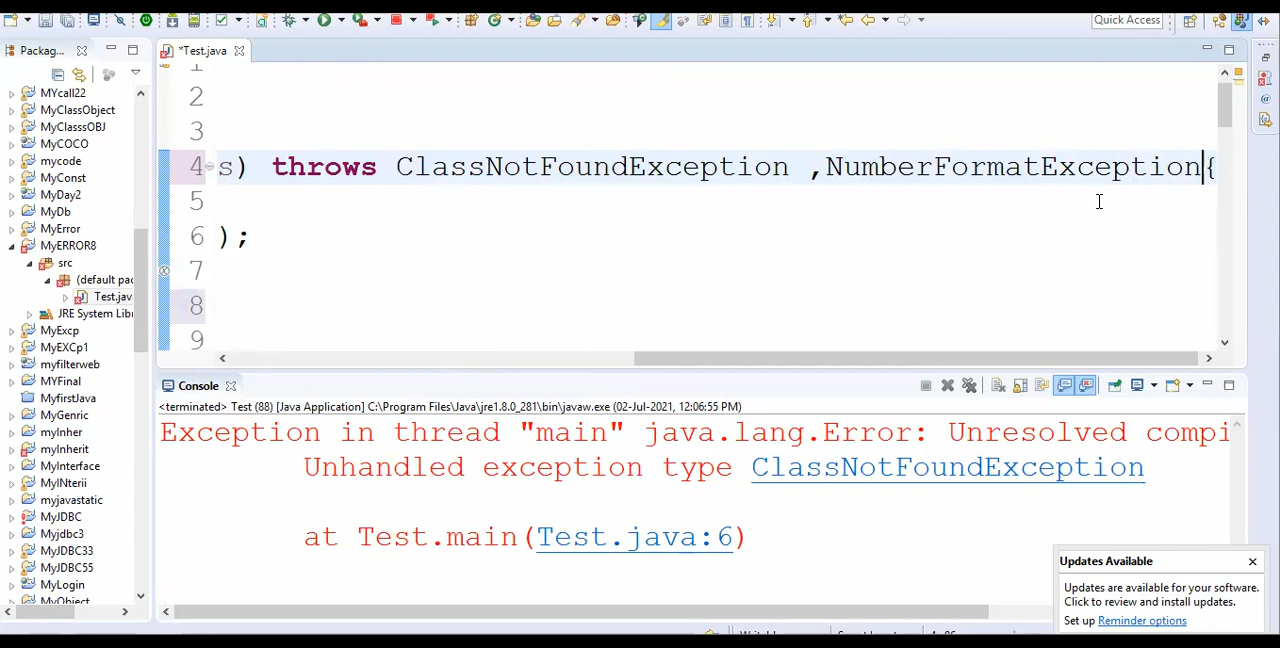 Quick Access
Packag...
*Test.java
MYcall22
MyClassObject
MyClasssOBJ
MyCOCO
mycode
MyConst
MyDay2
MyDb
MyError
MyERROR8
src
(default pac
Test.jav
JRE System Libr
MyExcp
MyEXCp1
myfilterweb
MYFinal
MyfirstJava
MyGenric
myInher
myInherit
MyInterface
MyINterii
myjavastatic
MyJDBC
Myjdbc3
MyJDBC33
MyJDBC55
MyLogin
MyObject
1
2
3
4 s) throws ClassNotFoundException ,NumberFormatException{
5
6 );
7
8
9
Console
<terminated> Test (88) [Java Application] C:\Program Files\Java\jre1.8.0_281\bin\javaw.exe (02-Jul-2021, 12:06:55 PM)
Exception in thread "main" java.lang.Error: Unresolved compi
Unhandled exception type ClassNotFoundException
at Test.main(Test.java:6)
Updates Available
Updates are available for your software.
Click to review and install updates.
Set up Reminder options